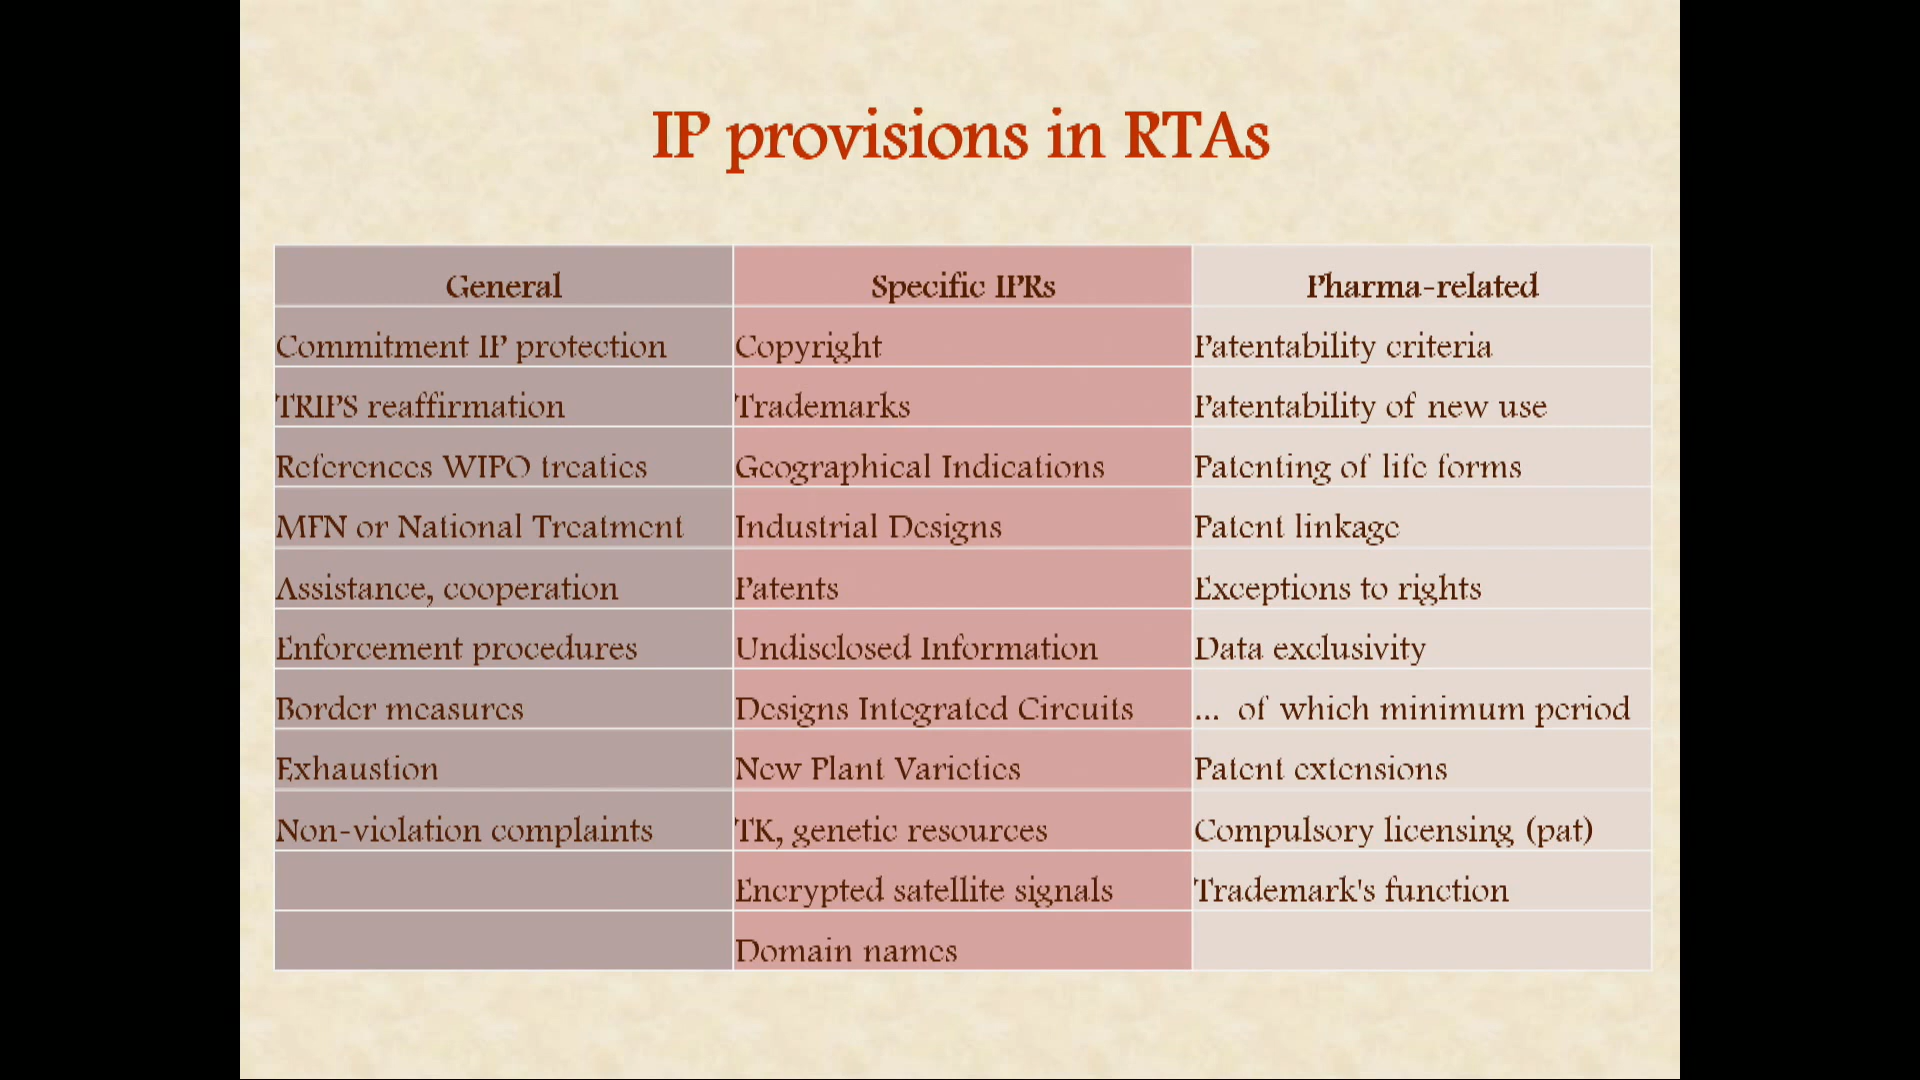 IP provisions in RTAs
General Specific IPRs Pharma-related
Commitment IP protection Copyright Patentability criteria
TRIPS reaffirmation Trademarks Patentability of new use
References WIPO treaties Geographical Indications Patenting of life forms
MFN or National Treatment Industrial Designs Patent linkage
Assistance, cooperation Patents Exceptions to rights
Enforcement procedures Undisclosed Information Data exclusivity
Border measures Designs Integrated Circuits ... of which minimum period
Exhaustion New Plant Varieties Patent extensions
Non-violation complaints TK, genetic resources Compulsory licensing (pat)
Encrypted satellite signals Trademark's function
Domain names